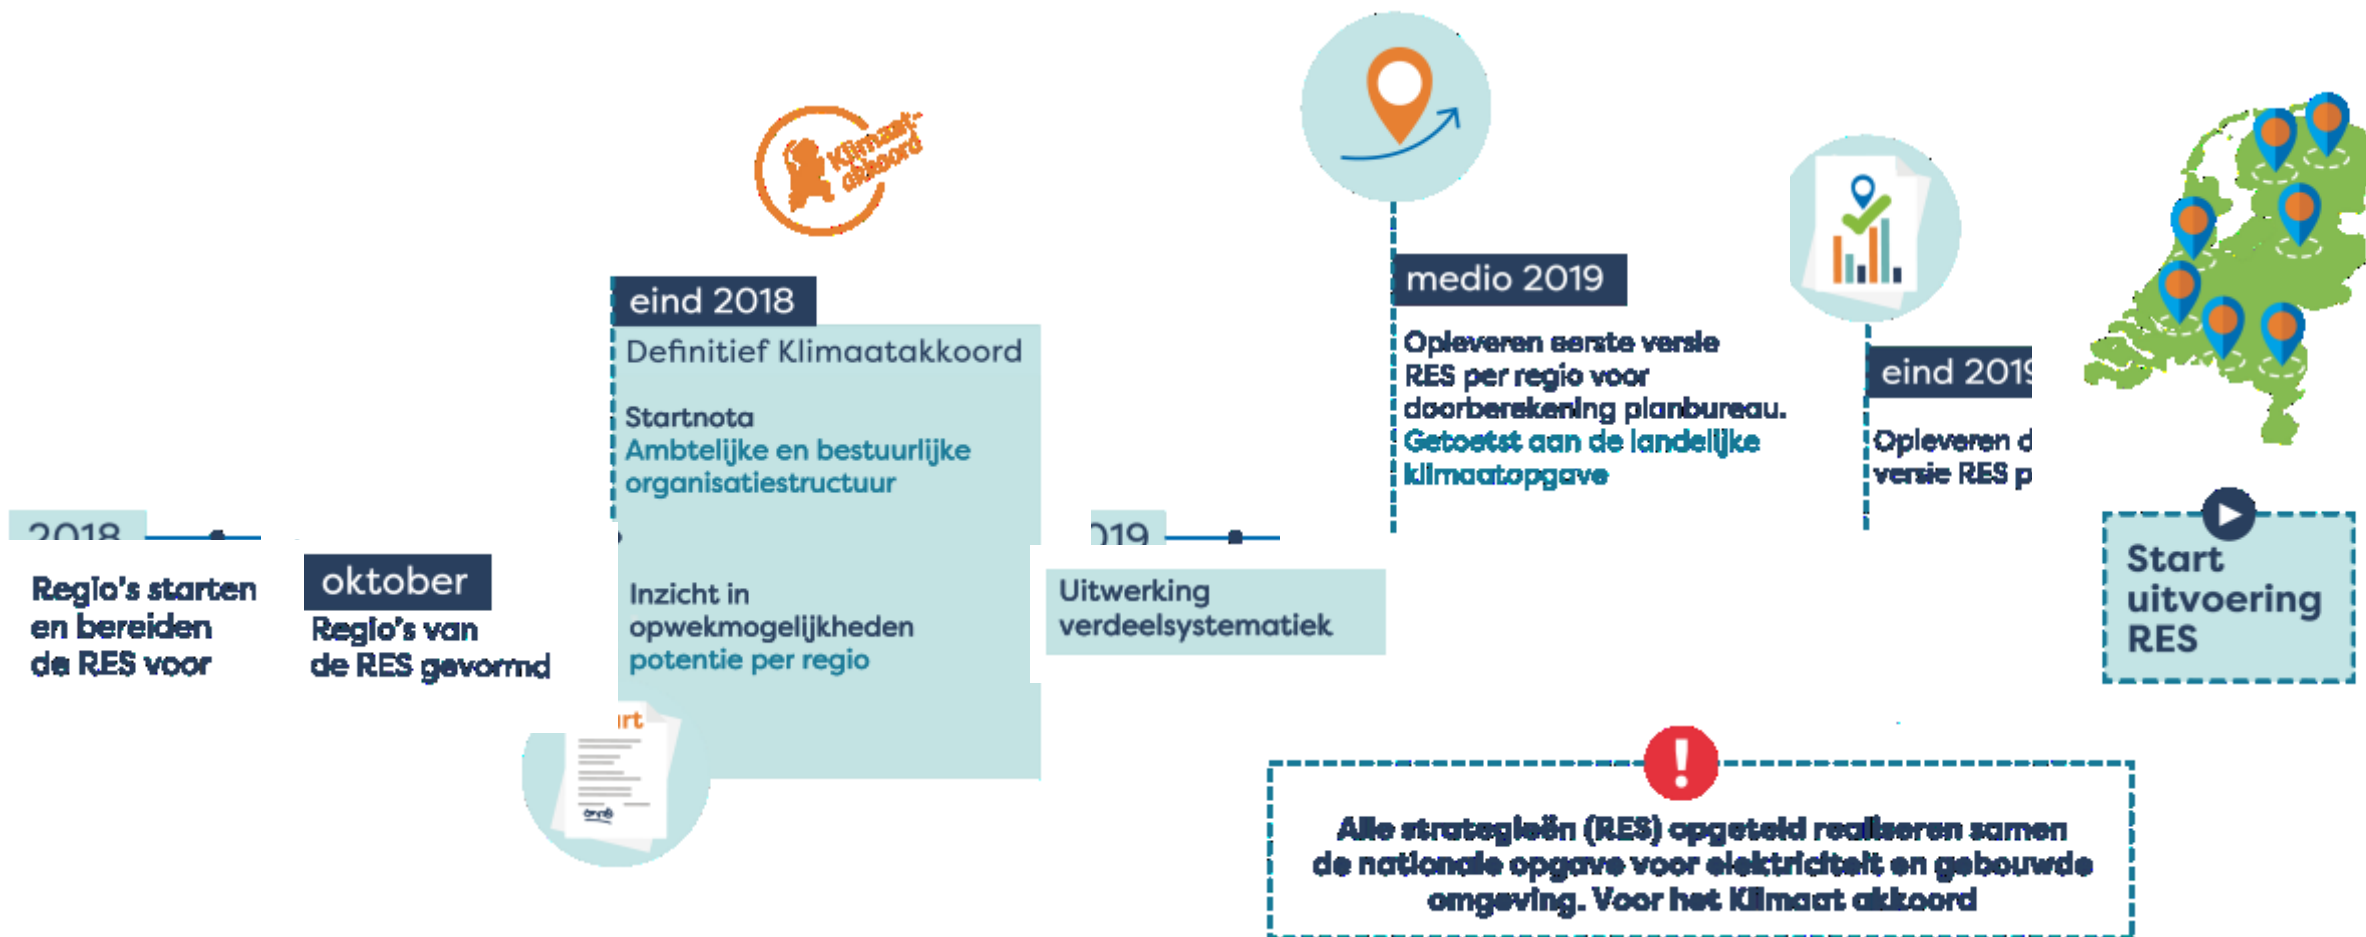 2018
Regio's starten
en bereiden
de RES voor
oktober
Regio's van
de RES gevormd
Klimaat-
akkoord
eind 2018
Definitief Klimaatakkoord
Startnota
Ambtelijke en bestuurlijke
organisatiestructuur
Inzicht in
opwekmogelijkheden
potentie per regio
019
Uitwerking
verdeelsystematiek
medio 2019
Opleveren eerste versie
RES per regio voor
doorberekening planbureau.
Getoetst aan de landelijke
klimaatopgave
eind 2019
Opleveren d
versie RES p
Start
uitvoering
RES
Alle strategieën (RES) opgeteld realiseren samen
de nationale opgave voor elektriciteit en gebouwde
omgeving. Voor het Klimaat akkoord